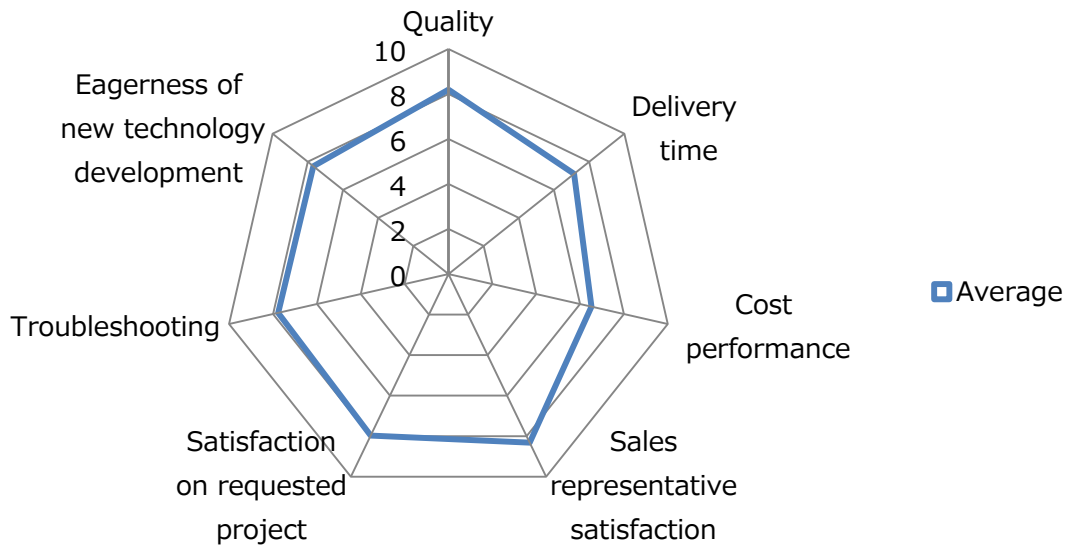 Quality
10
8
6
4
2
0
Delivery
time
Cost
performance
Sales
representative
satisfaction
Satisfaction
on requested
project
Troubleshooting
Eagerness of
new technology
development
Average